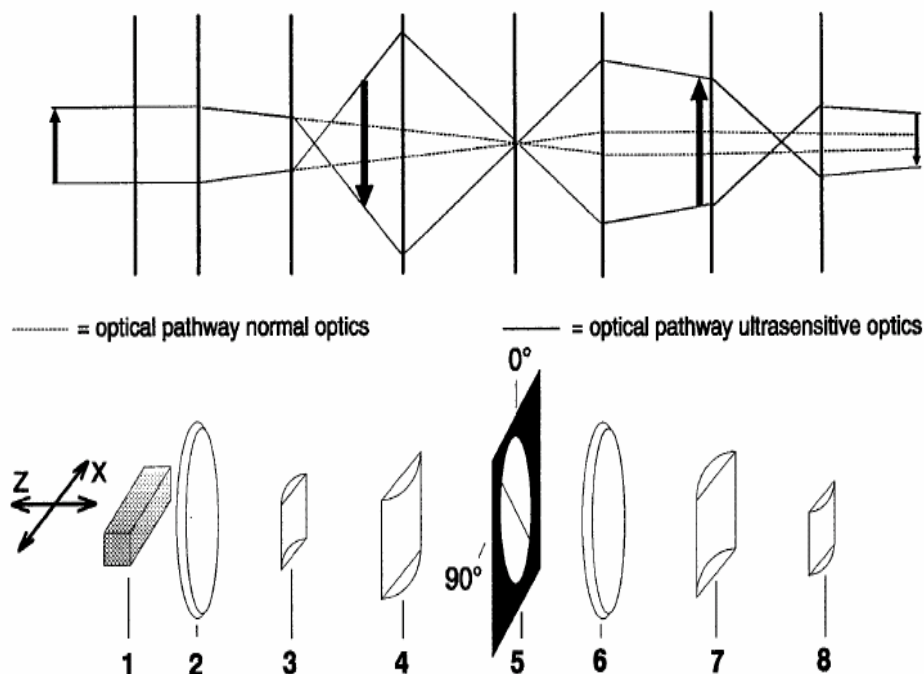 = optical pathway normal optics
= optical pathway ultrasensitive optics
0°
X
Z
90°
1 2 3 4 5 6 7 8